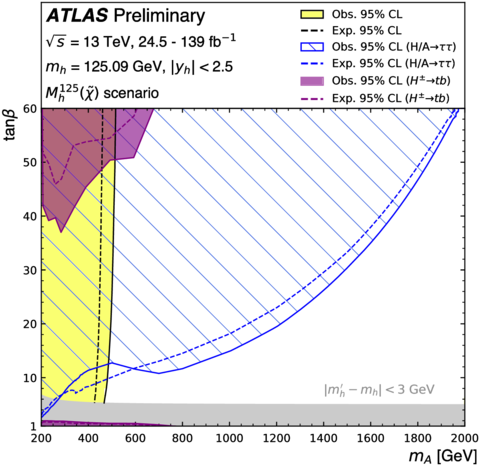 ATLAS Preliminary
√s = 13 TeV, 24.5 - 139 fb⁻¹
m_h = 125.09 GeV, |y_h| < 2.5
M_h^125(χ̃) scenario
Obs. 95% CL
Exp. 95% CL
Obs. 95% CL (H/A→ττ)
Exp. 95% CL (H/A→ττ)
Obs. 95% CL (H±→tb)
Exp. 95% CL (H±→tb)
tanβ
60
50
40
30
20
10
1
|m′_h − m_h| < 3 GeV
200 400 600 800 1000 1200 1400 1600 1800 2000
m_A [GeV]